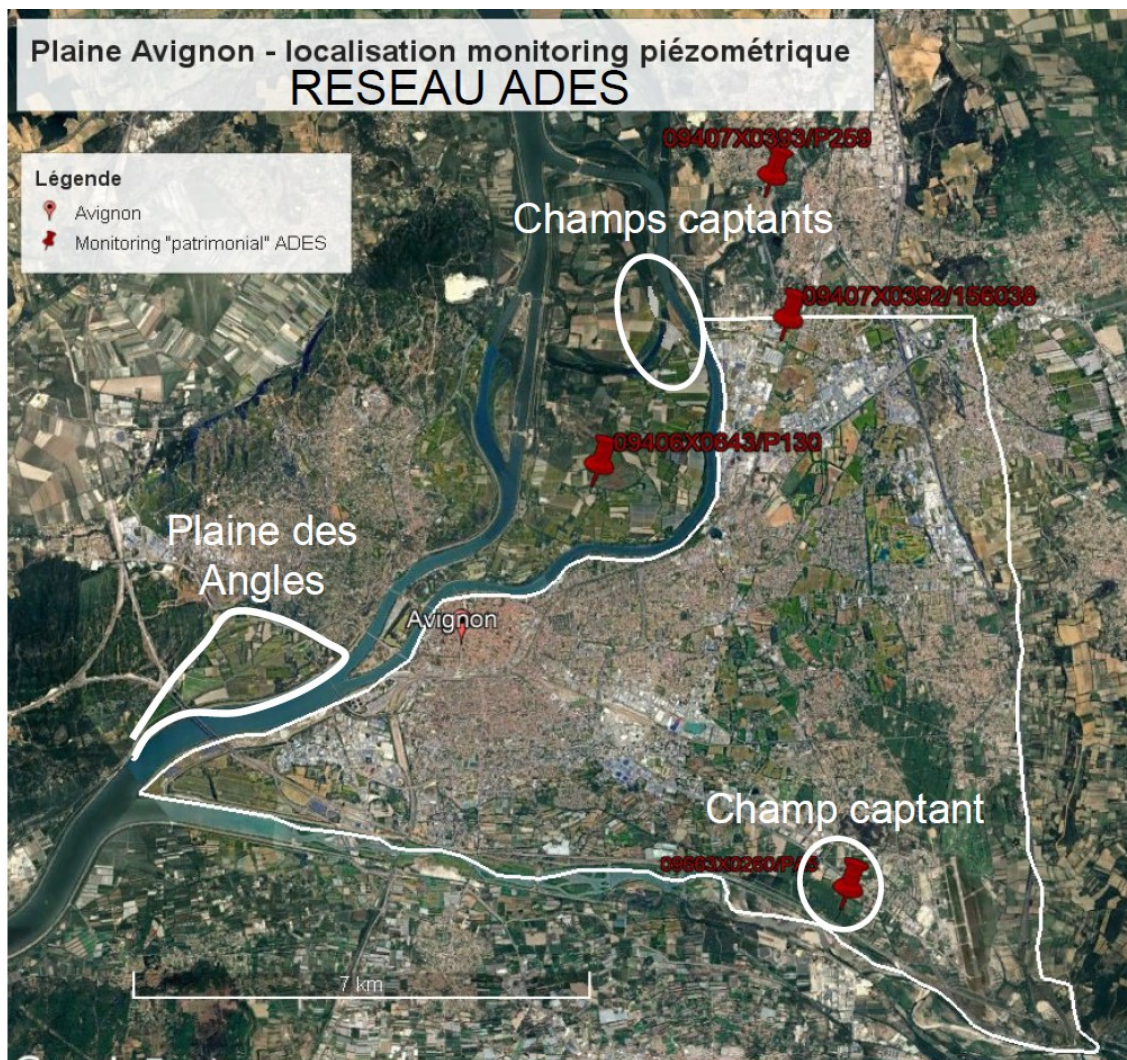 Plaine Avignon - localisation monitoring piézométrique
RESEAU ADES
Légende
Avignon
Monitoring "patrimonial" ADES
09407X0393/P259
Champs captants
09407X0392/156038
09406X0643/P130
Plaine des
Angles
Avignon
Champ captant
7 km